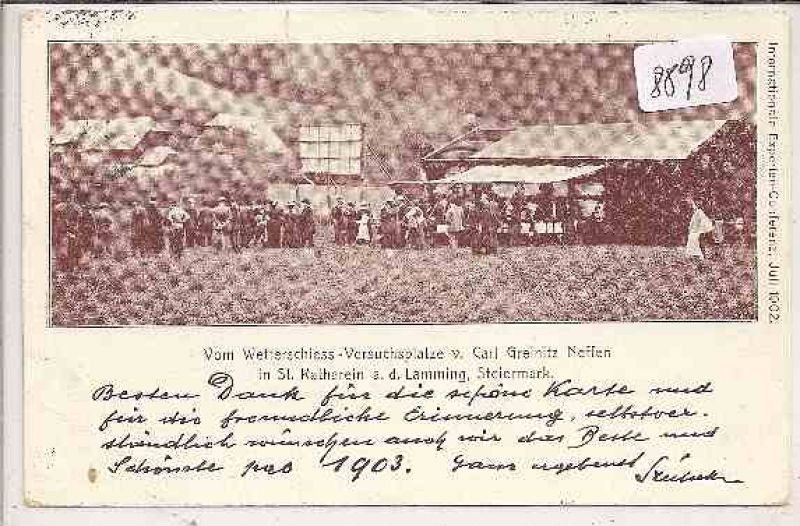 8898
Internationale Experten-Conferenz, Juli 1902.
Vom Wetterschiess-Versuchsplatze v. Carl Greinitz Neffen
in St. Katharein a. d. Lamming, Steiermark.
Besten Dank für die schöne Karte und
für die freundliche Erinnerung, selbstver-
ständlich wünschen auch wir das Beste und
Schönste pro 1903. Ganz ergebenst